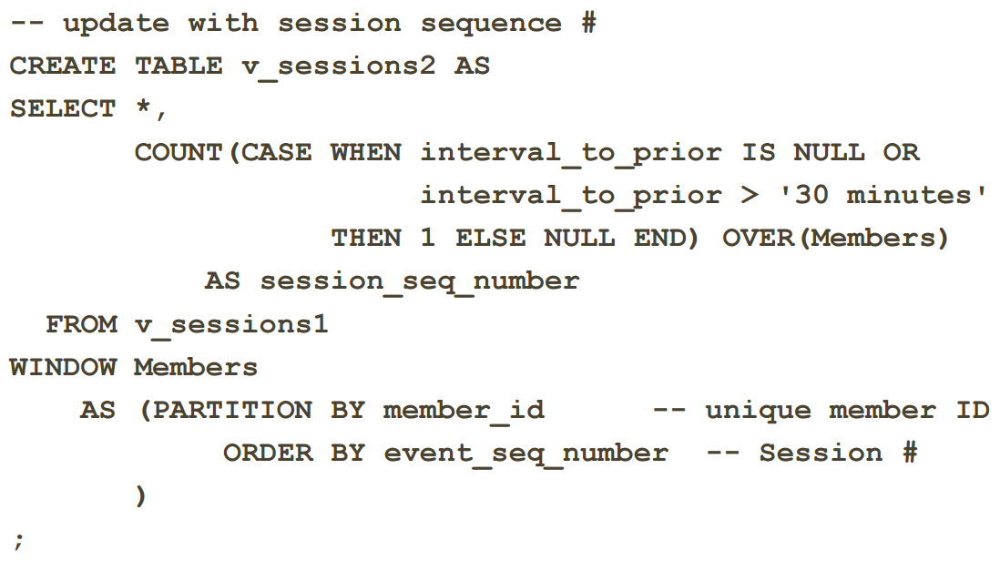 -- update with session sequence #
CREATE TABLE v_sessions2 AS
SELECT *,
       COUNT(CASE WHEN interval_to_prior IS NULL OR
                       interval_to_prior > '30 minutes'
                  THEN 1 ELSE NULL END) OVER(Members)
           AS session_seq_number
  FROM v_sessions1
WINDOW Members
    AS (PARTITION BY member_id      -- unique member ID
            ORDER BY event_seq_number  -- Session #
       )
;